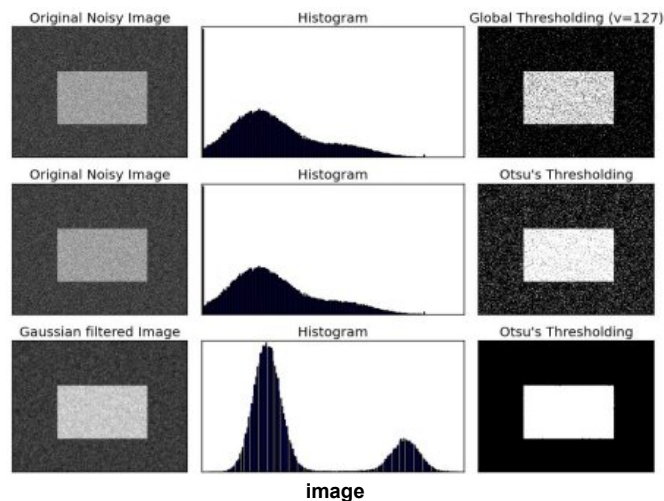 Original Noisy Image Histogram Global Thresholding (v=127)
Original Noisy Image Histogram Otsu's Thresholding
Gaussian filtered Image Histogram Otsu's Thresholding
image